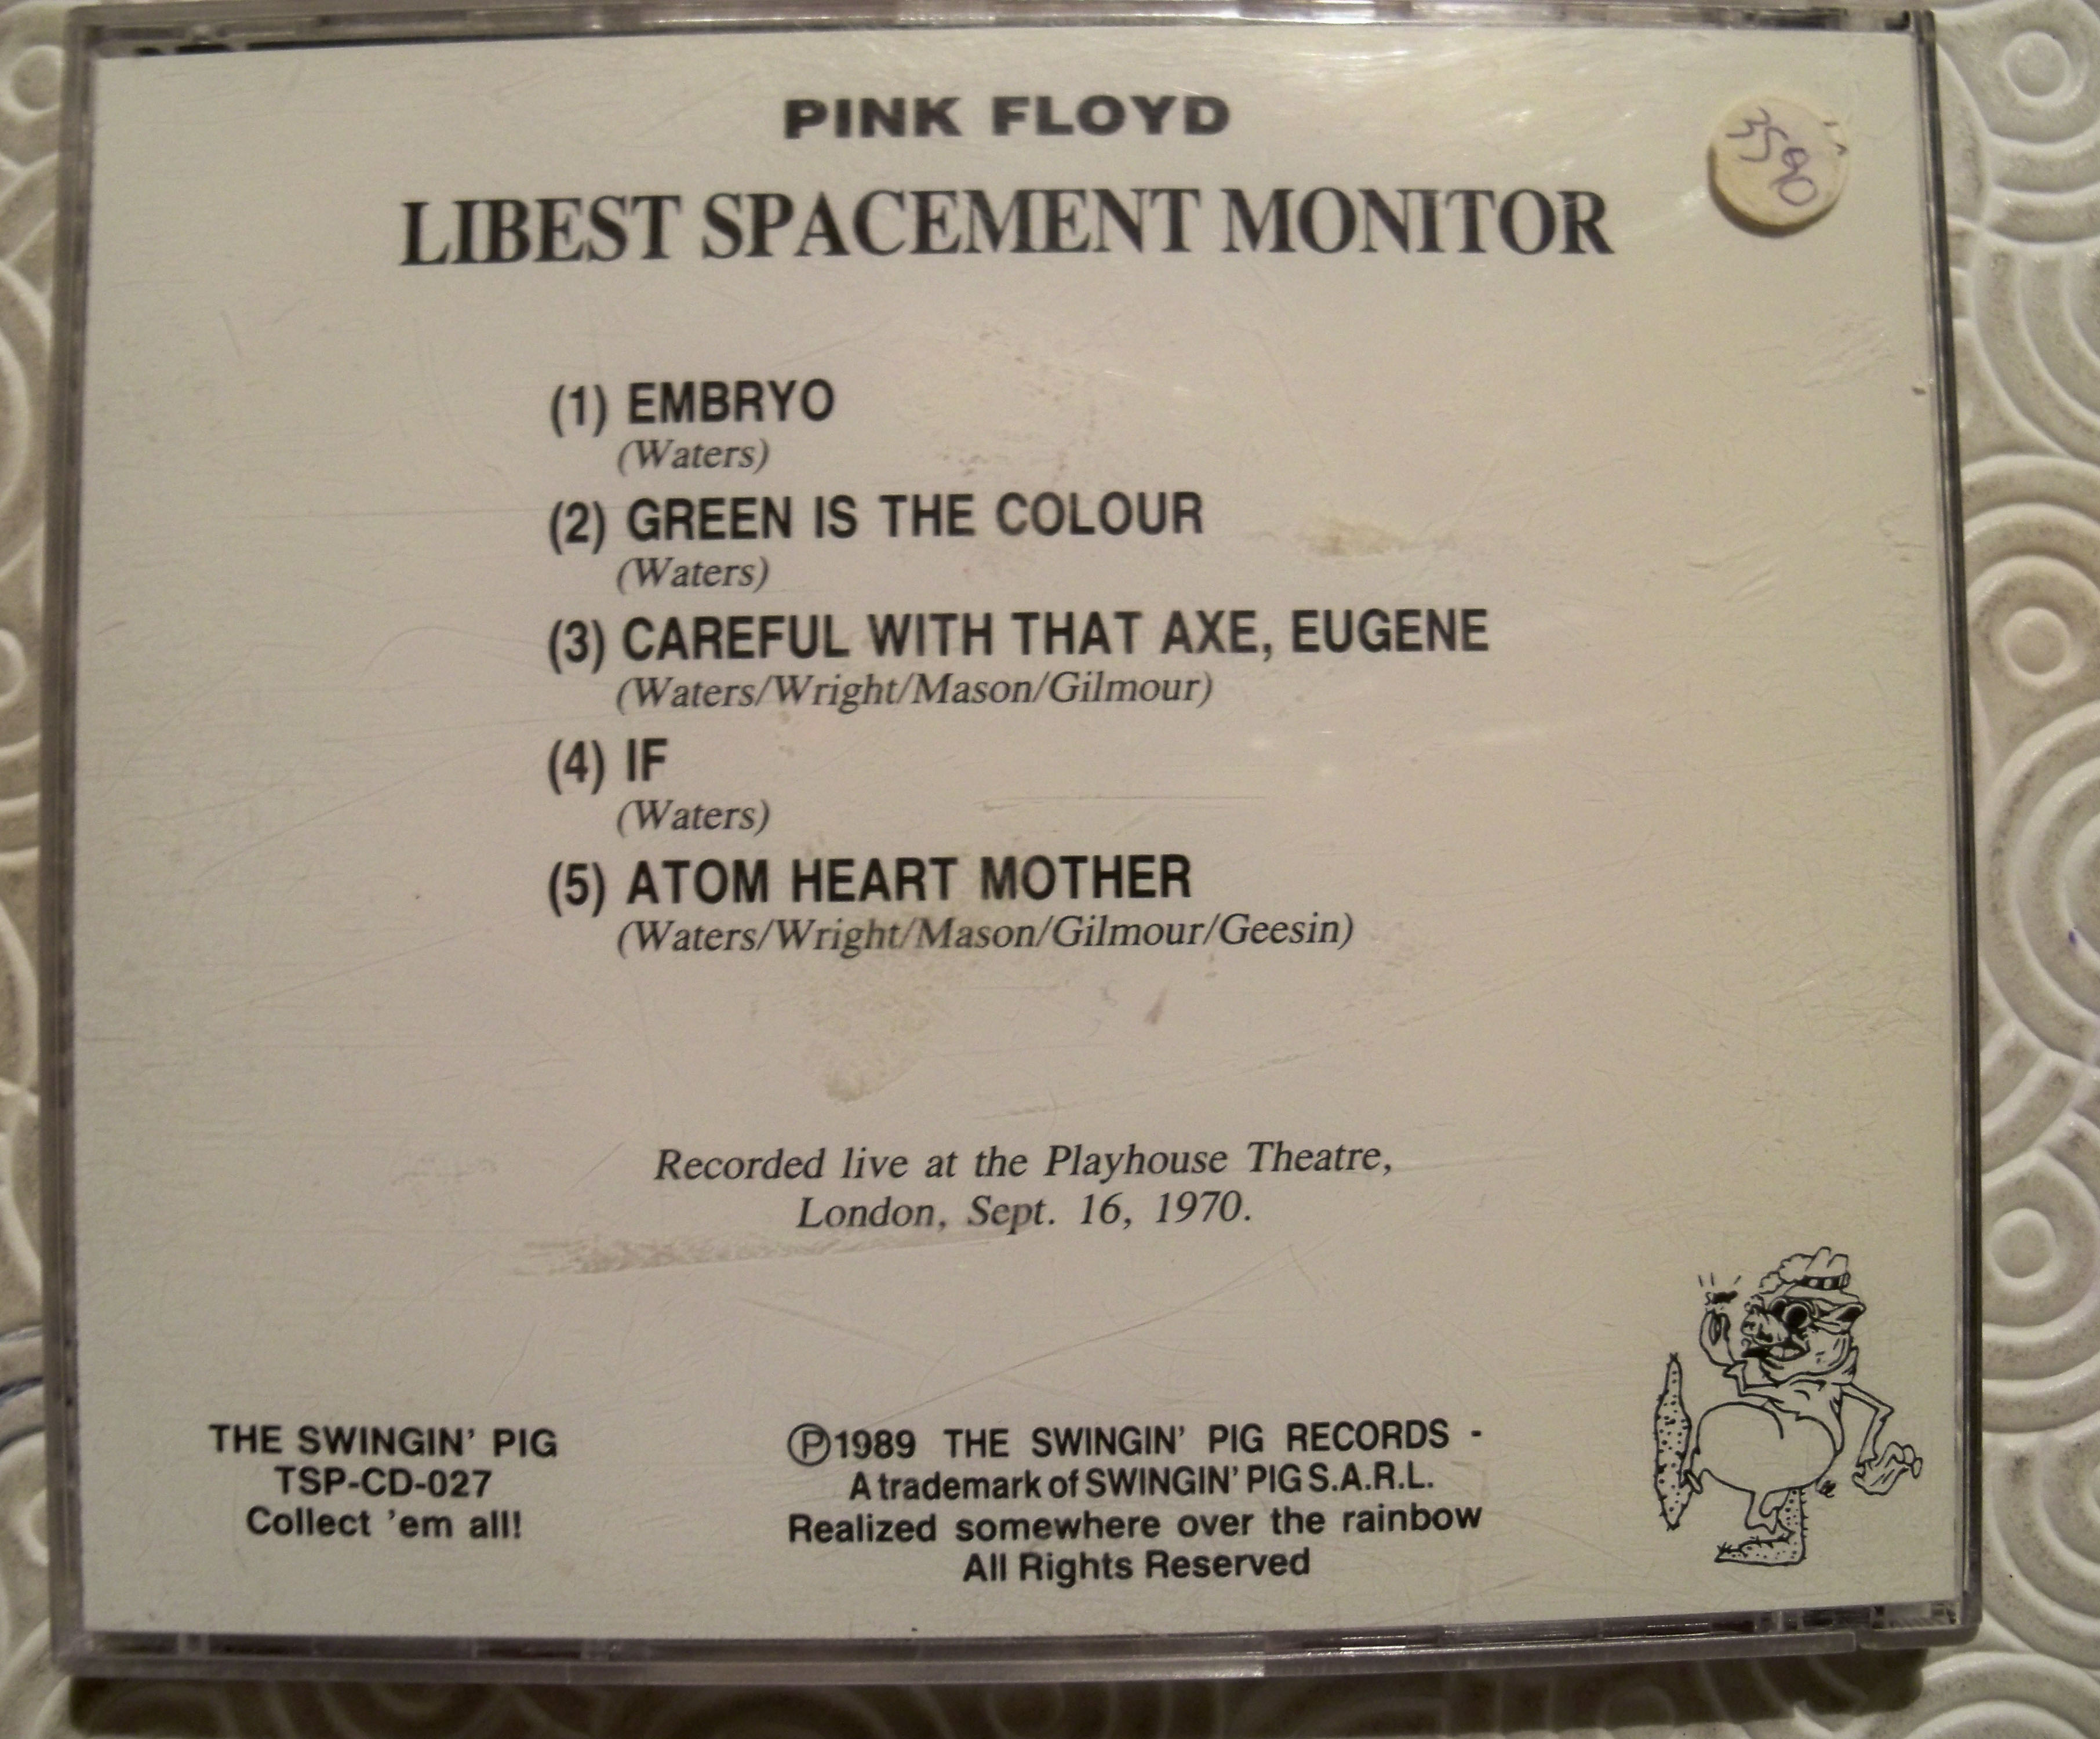 PINK FLOYD
LIBEST SPACEMENT MONITOR
3590
(1) EMBRYO
(Waters)
(2) GREEN IS THE COLOUR
(Waters)
(3) CAREFUL WITH THAT AXE, EUGENE
(Waters/Wright/Mason/Gilmour)
(4) IF
(Waters)
(5) ATOM HEART MOTHER
(Waters/Wright/Mason/Gilmour/Geesin)
Recorded live at the Playhouse Theatre,
London, Sept. 16, 1970.
THE SWINGIN' PIG
TSP-CD-027
Collect 'em all!
Ⓟ1989 THE SWINGIN' PIG RECORDS -
A trademark of SWINGIN' PIG S.A.R.L.
Realized somewhere over the rainbow
All Rights Reserved